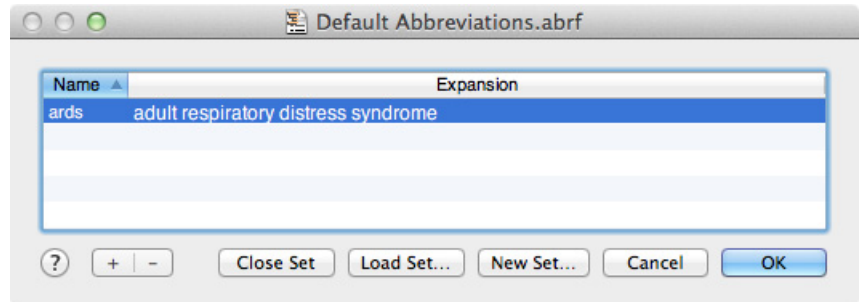 Default Abbreviations.abrf
Name Expansion
ards adult respiratory distress syndrome
? + - Close Set Load Set... New Set... Cancel OK